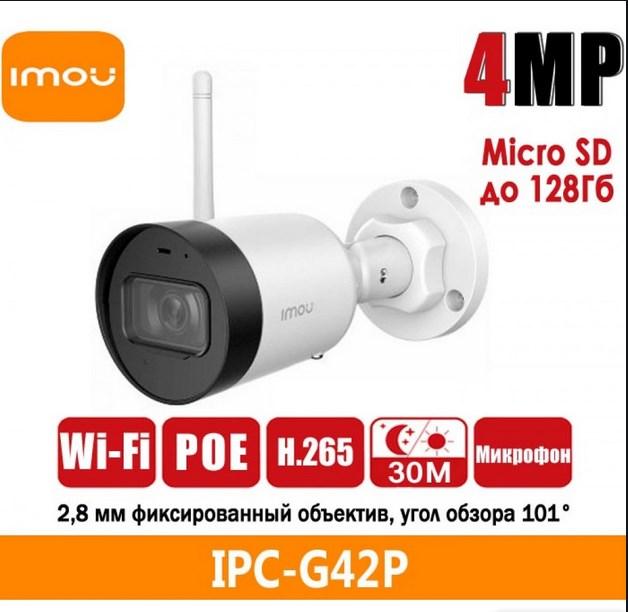 imou
4MP
Micro SD
до 128Гб
imou
Wi-Fi
POE
H.265
30М
Микрофон
2,8 мм фиксированный объектив, угол обзора 101°
IPC-G42P